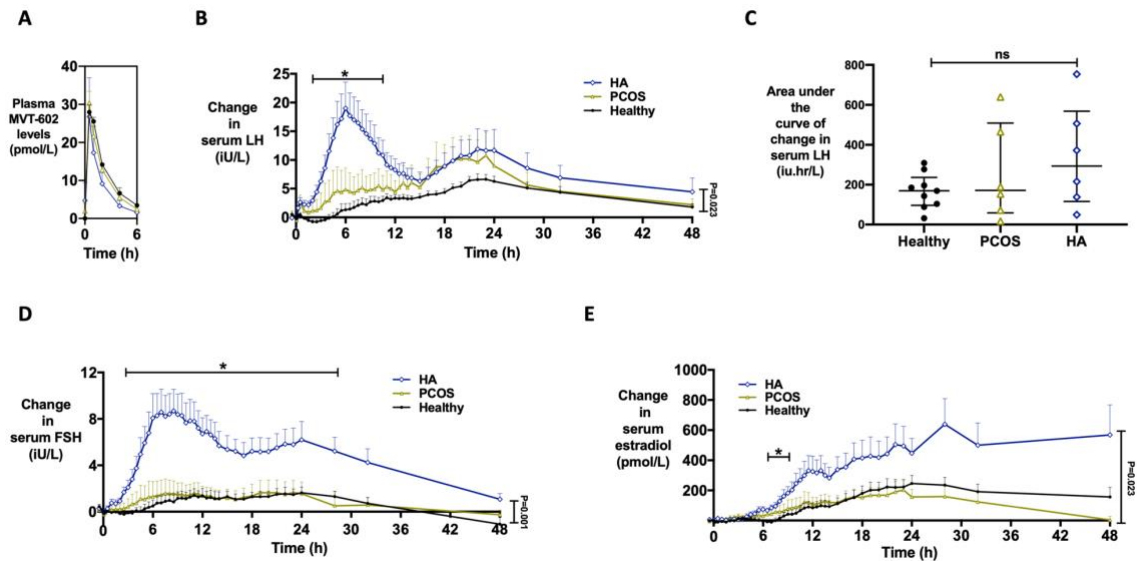 A
40
30
20
10
0
Plasma
MVT-602
levels
(pmol/L)
0 2 4 6
Time (h)
B
25
20
15
10
5
0
Change
in
serum LH
(iU/L)
*
HA
PCOS
Healthy
P=0.023
0 6 12 18 24 30 36 42 48
Time (h)
C
ns
800
600
400
200
0
Area under
the
curve of
change in
serum LH
(iu.hr/L)
Healthy PCOS HA
D
12
8
4
0
Change
in
serum FSH
(iU/L)
*
HA
PCOS
Healthy
P=0.001
0 6 12 18 24 30 36 42 48
Time (h)
E
1000
800
600
400
200
Change
in
serum
estradiol
(pmol/L)
HA
PCOS
Healthy
*
P=0.023
0 6 12 18 24 30 36 42 48
Time (h)